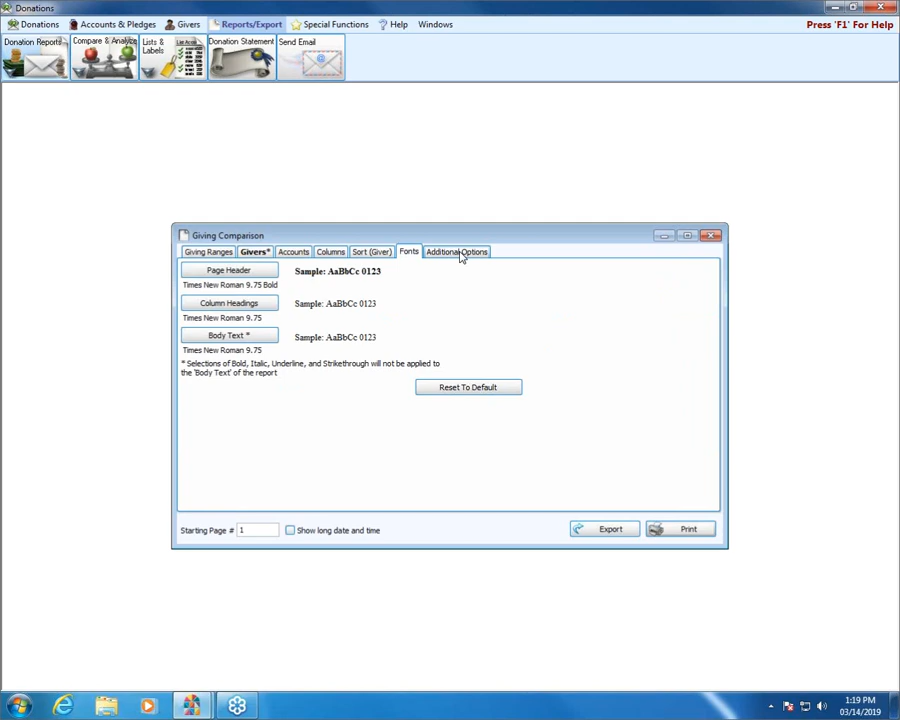 Donations
Donations Accounts & Pledges Givers Reports/Export Special Functions Help Windows Press 'F1' For Help
Donation Reports Compare & Analyze Lists & Labels Donation Statement Send Email
Giving Comparison
Giving Ranges Givers* Accounts Columns Sort (Giver) Fonts Additional Options
Page Header Sample: AaBbCc 0123
Times New Roman 9.75 Bold
Column Headings Sample: AaBbCc 0123
Times New Roman 9.75
Body Text * Sample: AaBbCc 0123
Times New Roman 9.75
* Selections of Bold, Italic, Underline, and Strikethrough will not be applied to
the 'Body Text' of the report
Reset To Default
Starting Page # 1 Show long date and time Export Print
1:19 PM
03/14/2019